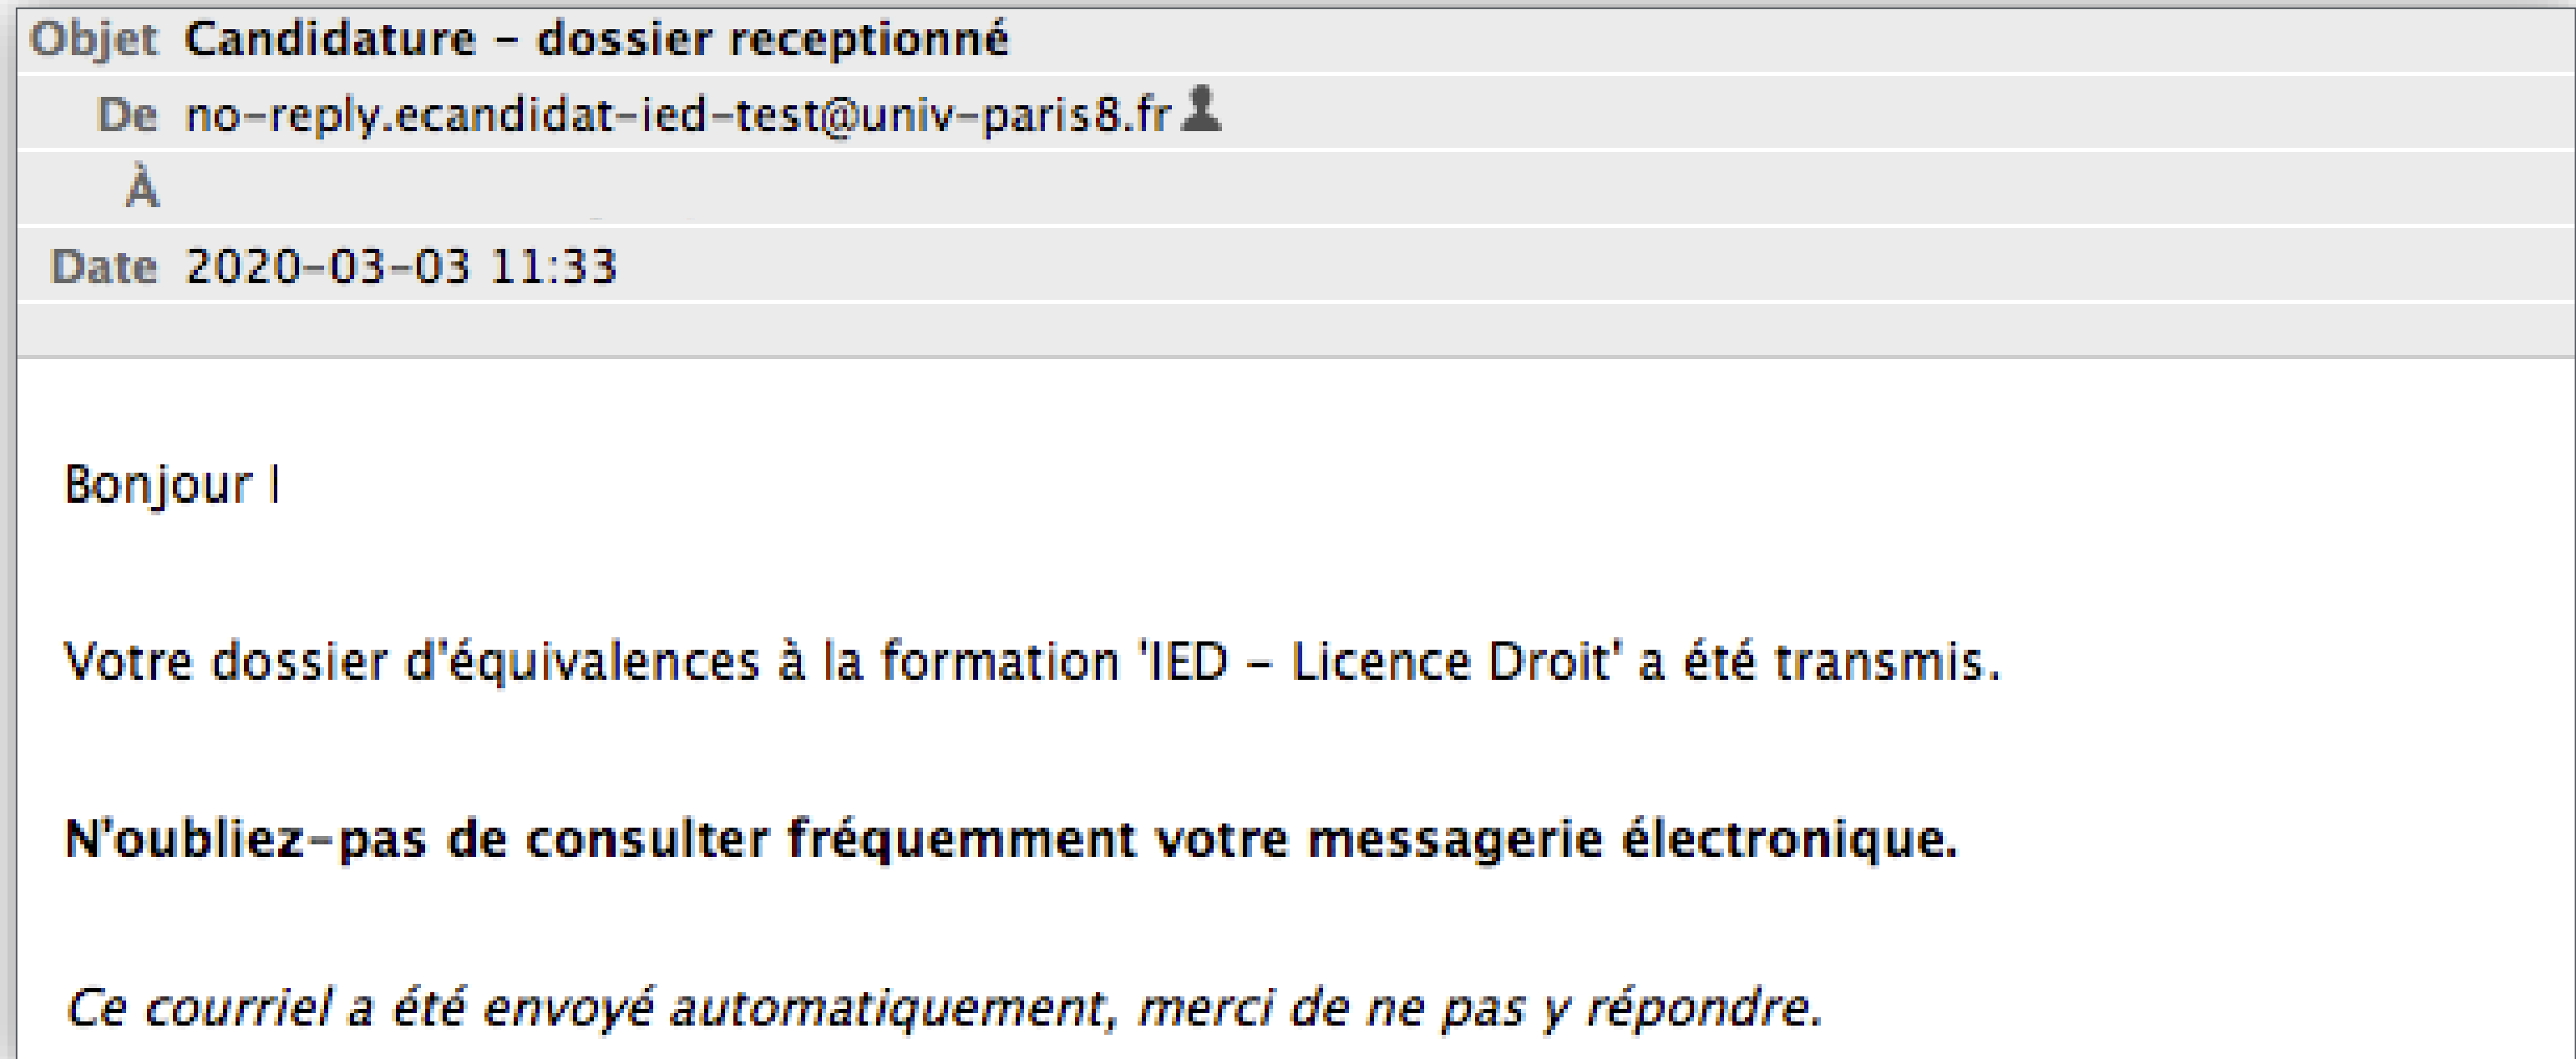 Objet Candidature – dossier receptionné
De no-reply.ecandidat-ied-test@univ-paris8.fr
À
Date 2020-03-03 11:33
Bonjour
Votre dossier d'équivalences à la formation 'IED – Licence Droit' a été transmis.
N'oubliez-pas de consulter fréquemment votre messagerie électronique.
Ce courriel a été envoyé automatiquement, merci de ne pas y répondre.